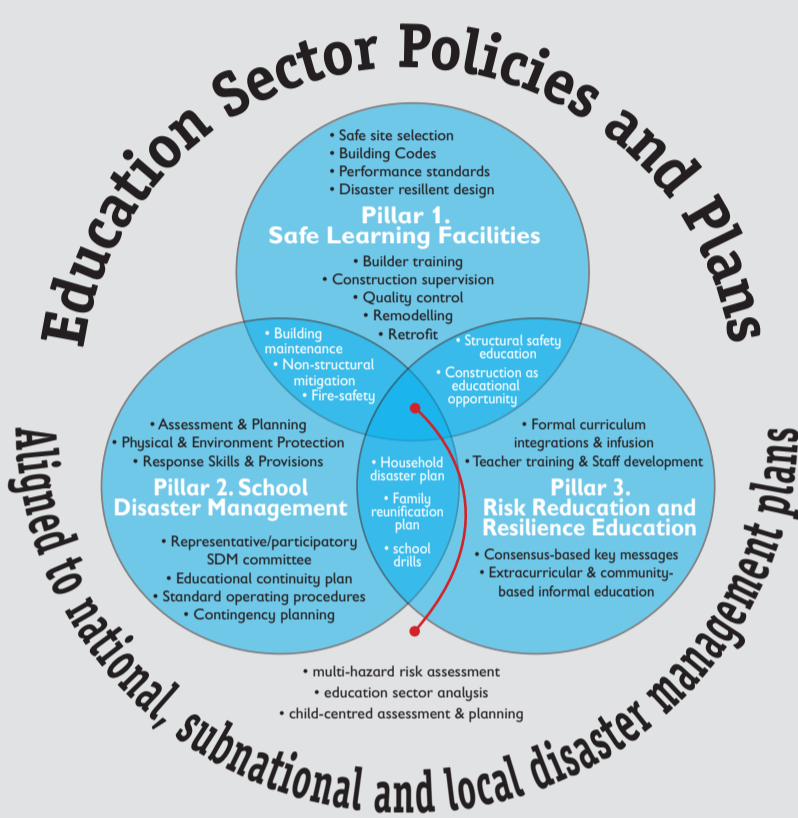 Education Sector Policies and Plans
• Safe site selection
• Building Codes
• Performance standards
• Disaster resillent design
Pillar 1.
Safe Learning Facilities
• Builder training
• Construction supervision
• Quality control
• Remodelling
• Retrofit
• Building
maintenance
• Non-structural
mitigation
• Fire-safety
• Structural safety
education
• Construction as
educational
opportunity
• Assessment & Planning
• Physical & Environment Protection
• Response Skills & Provisions
Pillar 2. School
Disaster Management
• Representative/participatory
SDM committee
• Educational continuity plan
• Standard operating procedures
• Contingency planning
• Household
disaster plan
• Family
reunification
plan
• school
drills
• Formal curriculum
integrations & infusion
• Teacher training & Staff development
Pillar 3.
Risk Reducation and
Resilience Education
• Consensus-based key messages
• Extracurricular & community-
based informal education
• multi-hazard risk assessment
• education sector analysis
• child-centred assessment & planning
Aligned to national, subnational and local disaster management plans